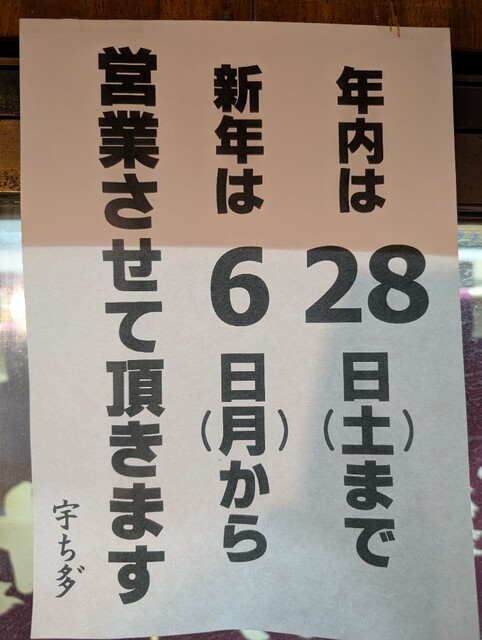 年内は28日(土)まで
新年は6日(月)から
営業させて頂きます
宇ち多゛